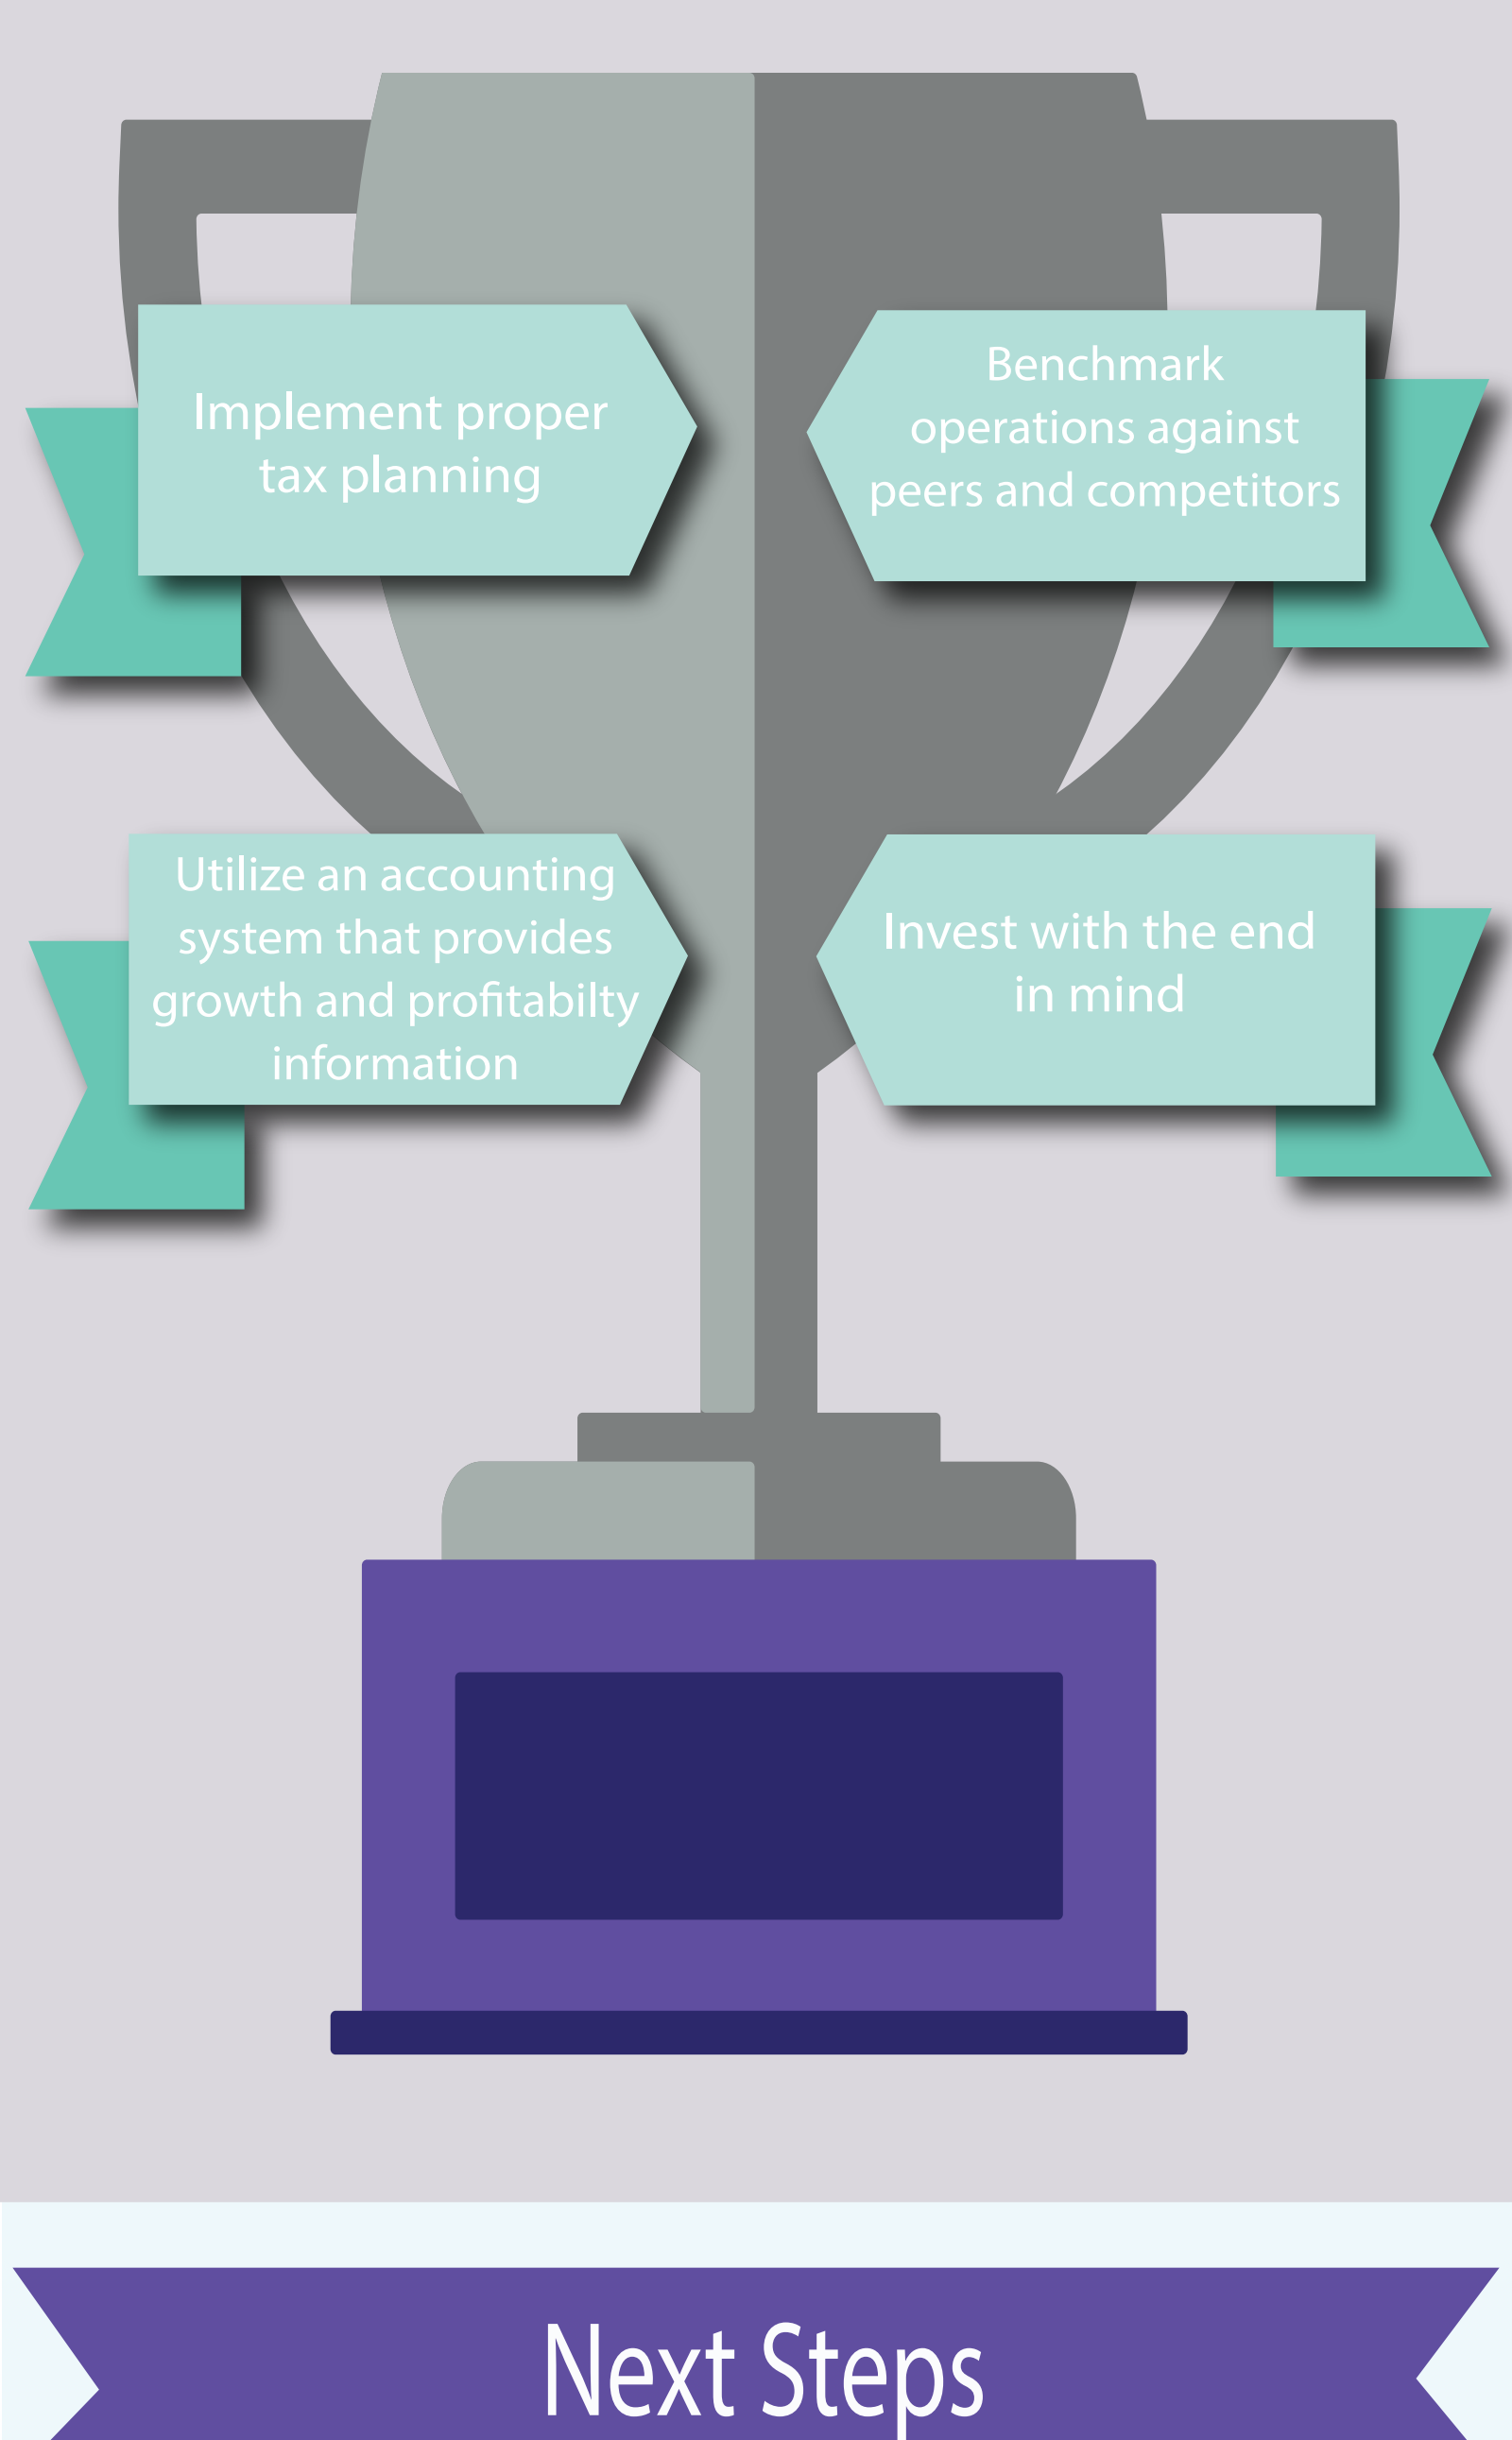 Implement proper
tax planning
Benchmark
operations against
peers and competitors
Utilize an accounting
system that provides
growth and profitabilty
information
Invest with the end
in mind
Next Steps